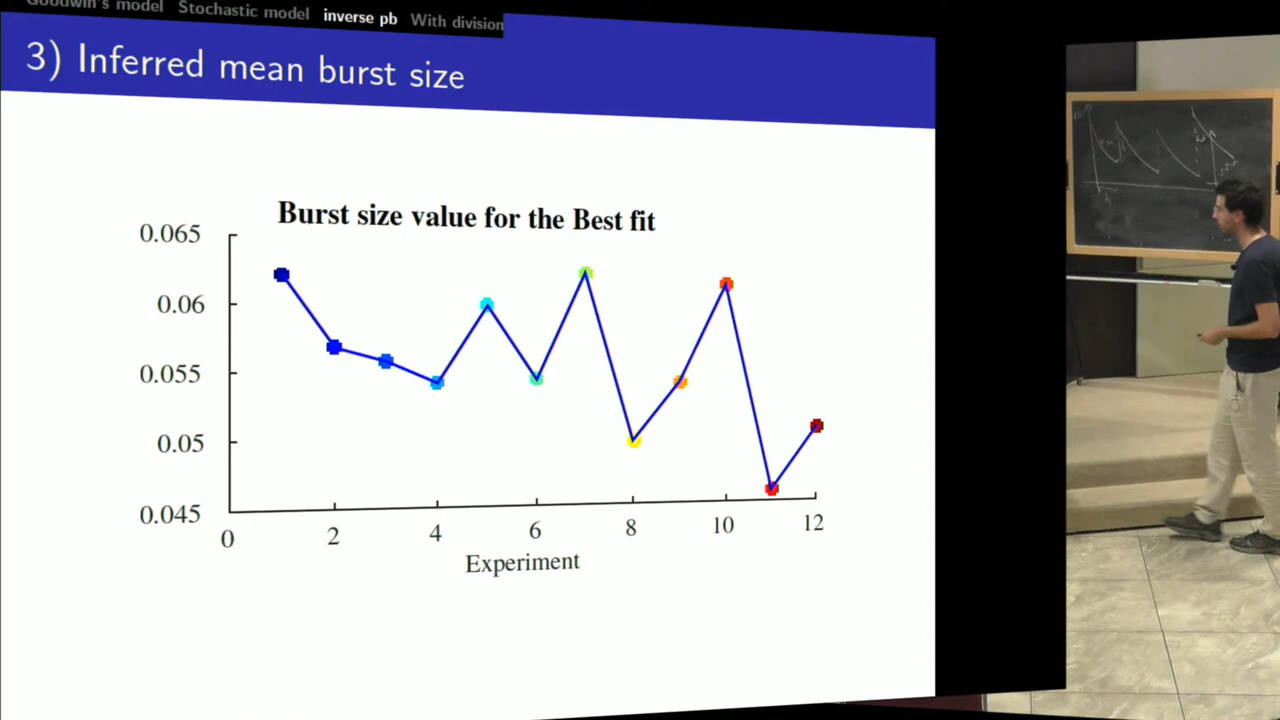 Goodwin's model Stochastic model inverse pb With division
3) Inferred mean burst size
Burst size value for the Best fit
0.065
0.06
0.055
0.05
0.045
0 2 4 6 8 10 12
Experiment